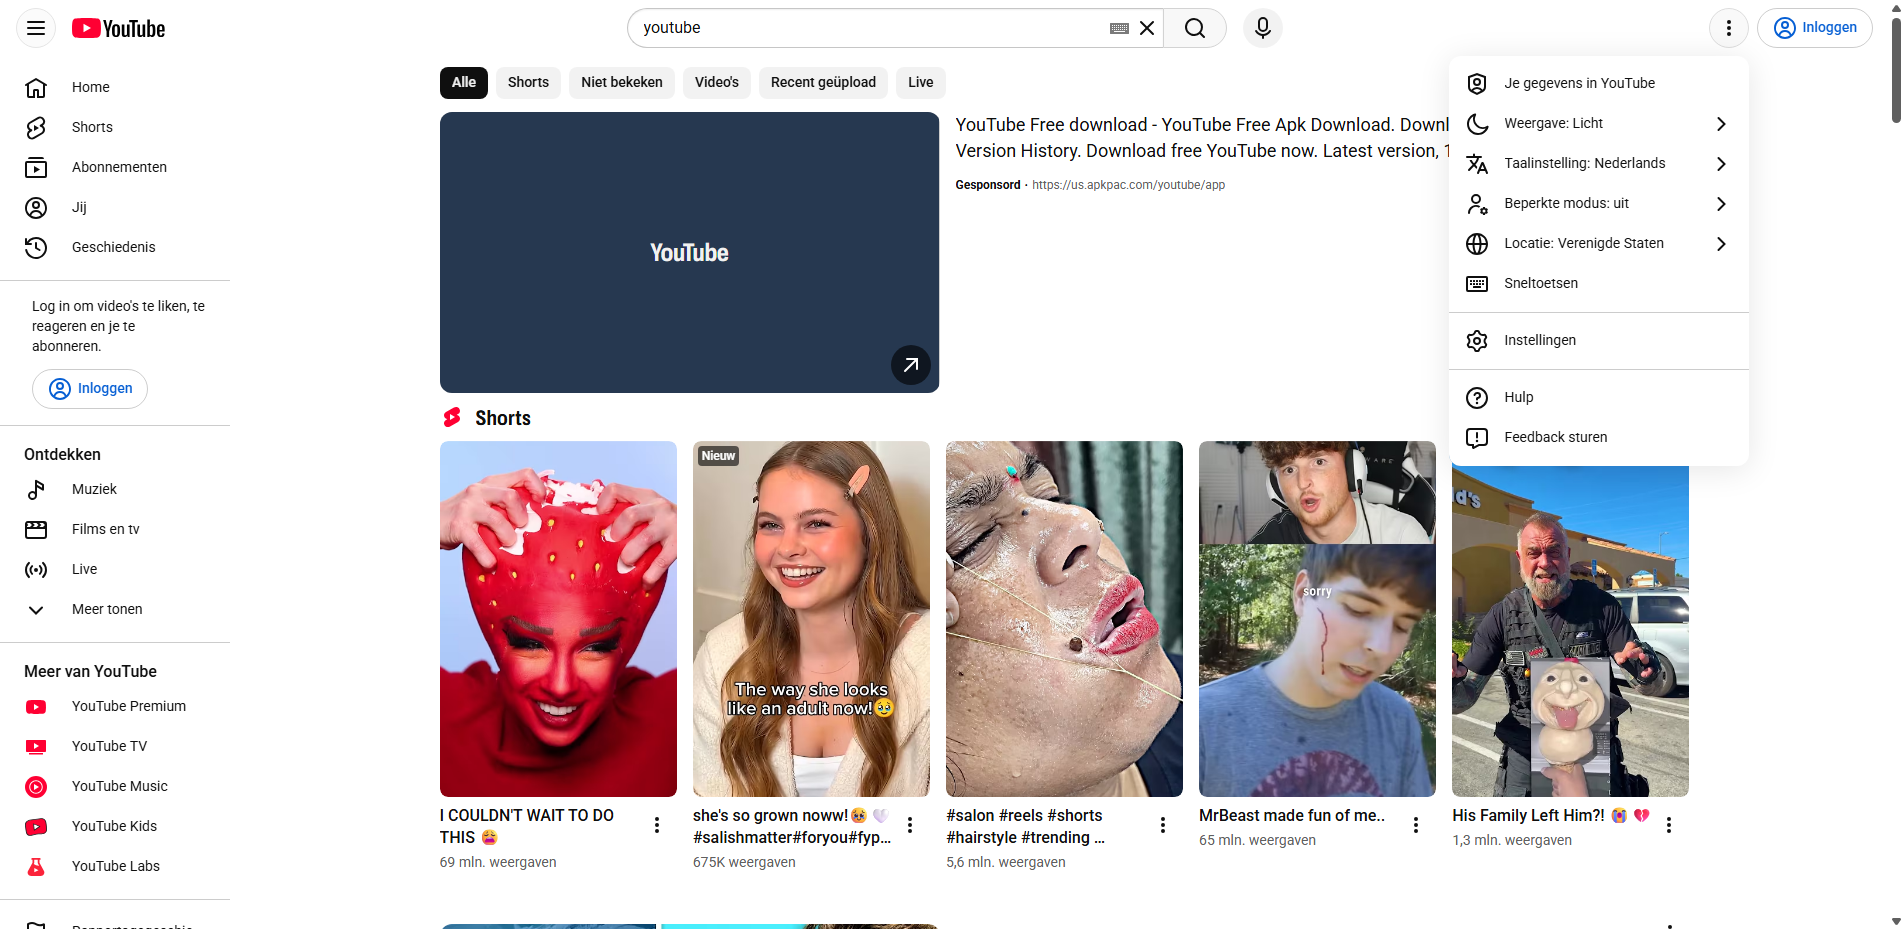 YouTube
youtube
Inloggen
Home
Shorts
Abonnementen
Jij
Geschiedenis
Log in om video's te liken, te
reageren en je te
abonneren.
Inloggen
Ontdekken
Muziek
Films en tv
Live
Meer tonen
Meer van YouTube
YouTube Premium
YouTube TV
YouTube Music
YouTube Kids
YouTube Labs
Alle
Shorts
Niet bekeken
Video's
Recent geüpload
Live
YouTube
YouTube Free download - YouTube Free Apk Download. Downl
Version History. Download free YouTube now. Latest version, 1
Gesponsord · https://us.apkpac.com/youtube/app
Je gegevens in YouTube
Weergave: Licht
Taalinstelling: Nederlands
Beperkte modus: uit
Locatie: Verenigde Staten
Sneltoetsen
Instellingen
Hulp
Feedback sturen
Shorts
Nieuw
The way she looks
like an adult now!🥹
sorry
I COULDN'T WAIT TO DO
THIS 😩
69 mln. weergaven
she's so grown noww!🥹 🤍
#salishmatter#foryou#fyp...
675K weergaven
#salon #reels #shorts
#hairstyle #trending ...
5,6 mln. weergaven
MrBeast made fun of me..
65 mln. weergaven
His Family Left Him?! 😭 💔
1,3 mln. weergaven